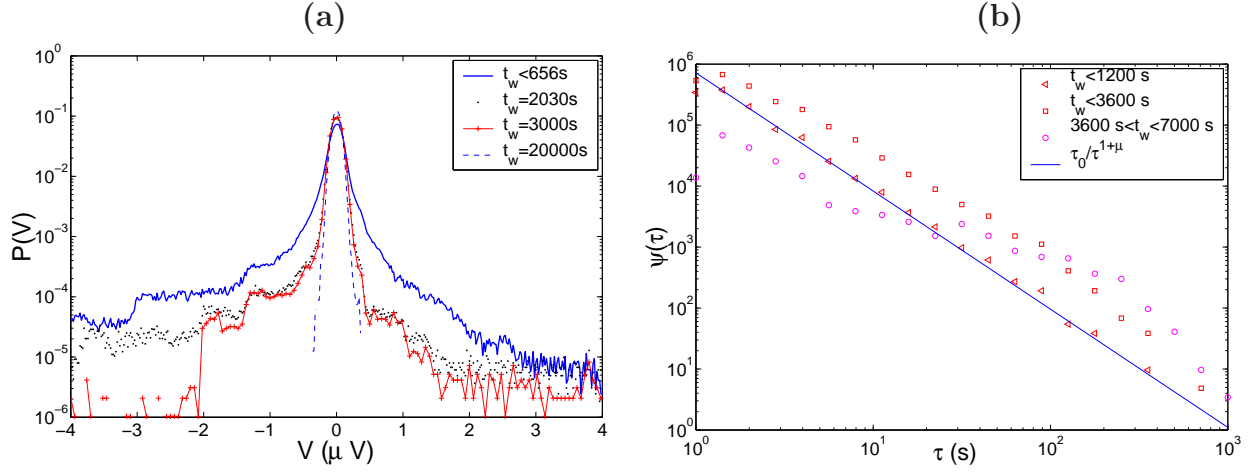 (a)
10^0
10^-1
10^-2
10^-3
10^-4
10^-5
10^-6
P(V)
−4 −3 −2 −1 0 1 2 3 4
V (μ V)
t_w<656s
t_w=2030s
t_w=3000s
t_w=20000s
(b)
10^6
10^5
10^4
10^3
10^2
10^1
10^0
ψ(τ)
10^0 10^1 10^2 10^3
τ (s)
t_w<1200 s
t_w<3600 s
3600 s<t_w<7000 s
τ_0/τ^{1+μ}